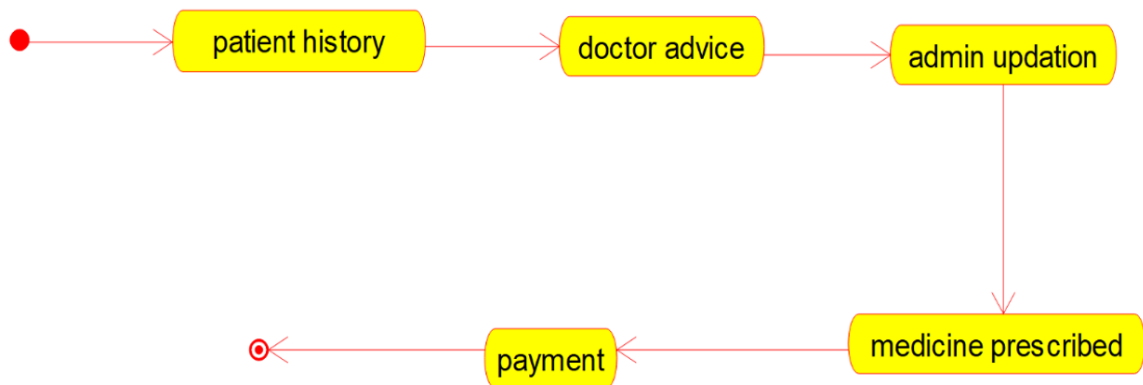 patient history
doctor advice
admin updation
medicine prescribed
payment